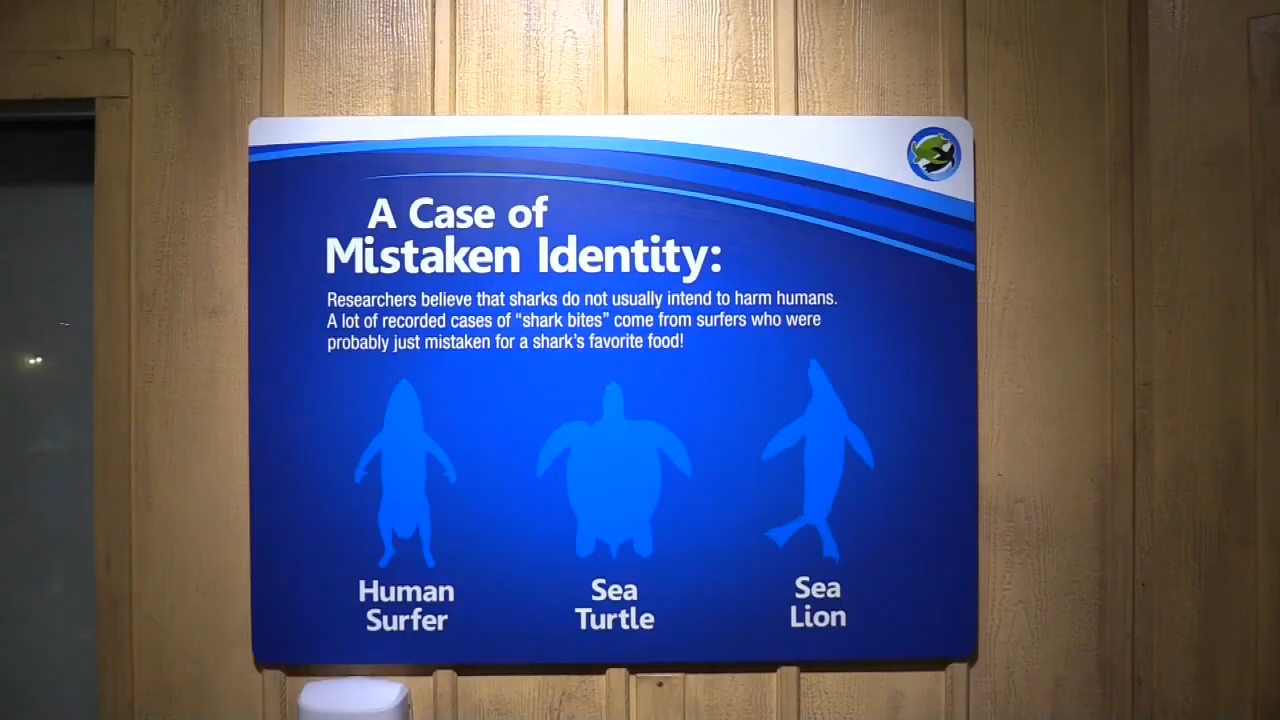 A Case of
Mistaken Identity:
Researchers believe that sharks do not usually intend to harm humans.
A lot of recorded cases of “shark bites” come from surfers who were
probably just mistaken for a shark’s favorite food!
Human
Surfer
Sea
Turtle
Sea
Lion